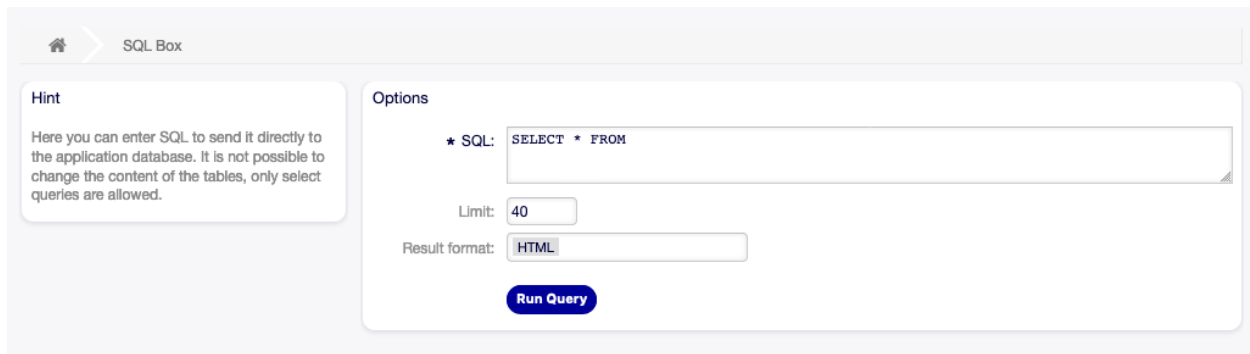 SQL Box
Hint
Here you can enter SQL to send it directly to
the application database. It is not possible to
change the content of the tables, only select
queries are allowed.
Options
* SQL: SELECT * FROM
Limit: 40
Result format: HTML
Run Query